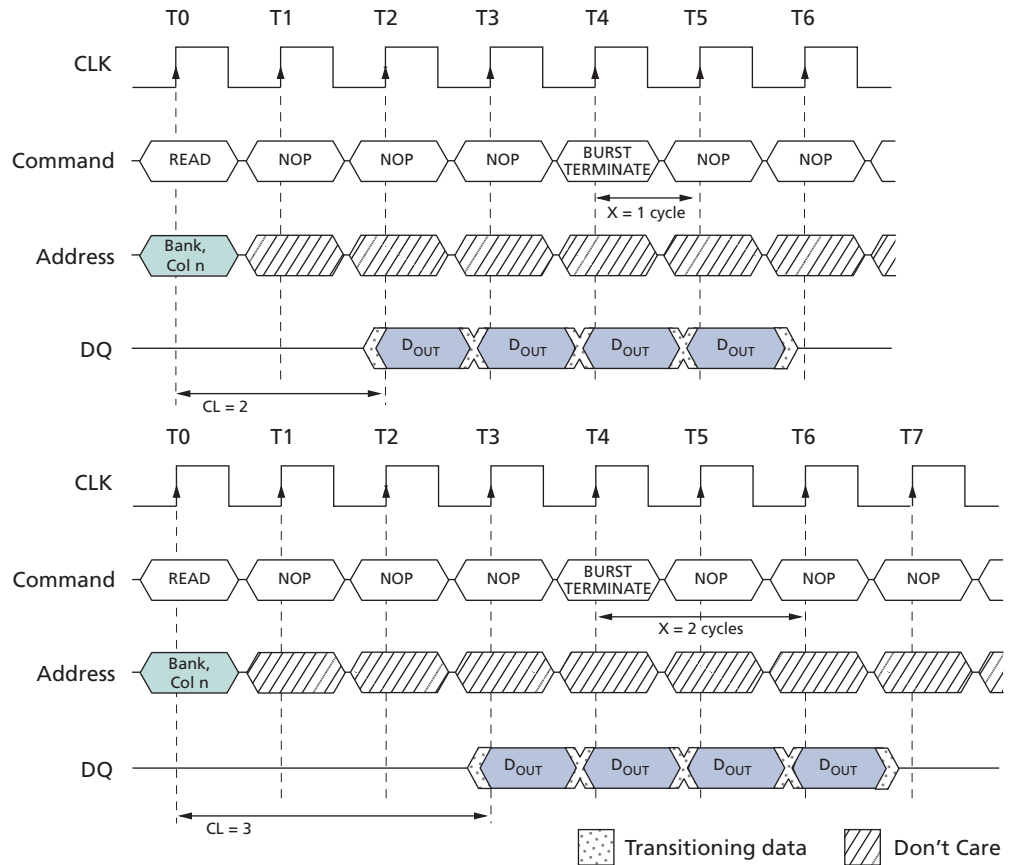 T0 T1 T2 T3 T4 T5 T6
CLK
Command READ NOP NOP NOP BURST TERMINATE NOP NOP
X = 1 cycle
Address Bank, Col n
DQ DOUT DOUT DOUT DOUT
CL = 2
T0 T1 T2 T3 T4 T5 T6 T7
CLK
Command READ NOP NOP NOP BURST TERMINATE NOP NOP NOP
X = 2 cycles
Address Bank, Col n
DQ DOUT DOUT DOUT DOUT
CL = 3
Transitioning data Don't Care